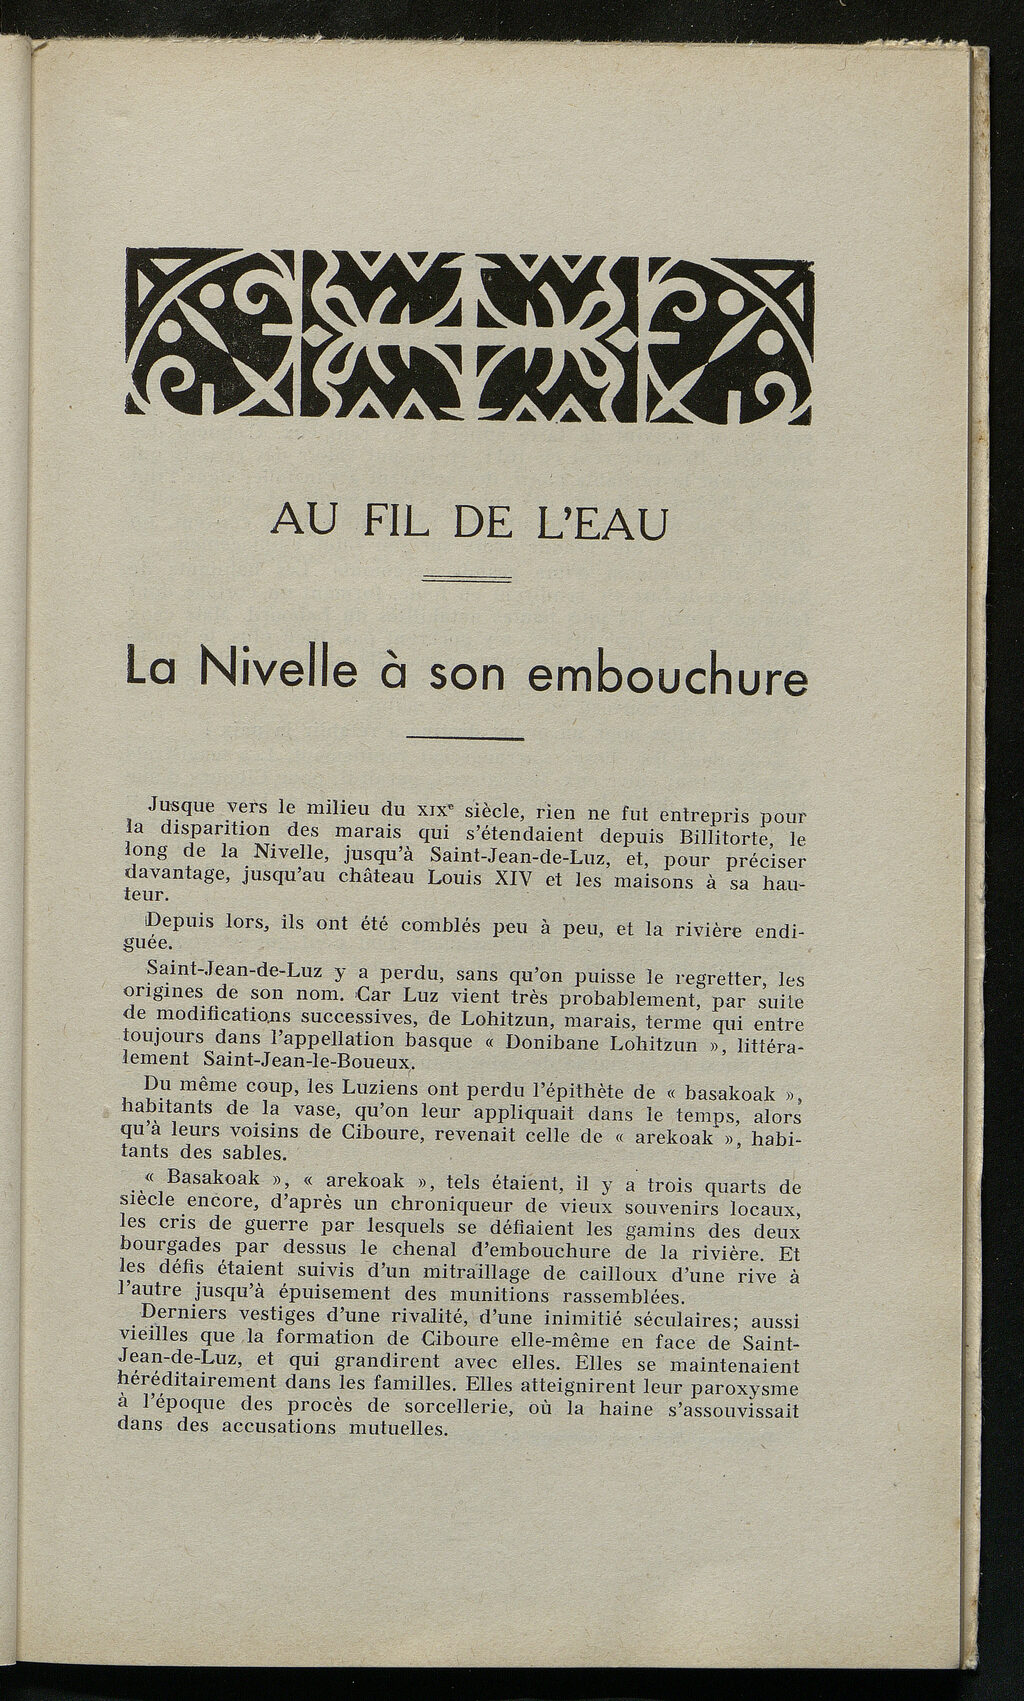 AU FIL DE L'EAU
La Nivelle à son embouchure
Jusque vers le milieu du XIXe siècle, rien ne fut entrepris pour
la disparition des marais qui s'étendaient depuis Billitorte, le
long de la Nivelle, jusqu'à Saint-Jean-de-Luz, et, pour préciser
davantage, jusqu'au château Louis XIV et les maisons à sa hau-
teur.
Depuis lors, ils ont été comblés peu à peu, et la rivière endi-
guée.
Saint-Jean-de-Luz y a perdu, sans qu'on puisse le regretter, les
origines de son nom. Car Luz vient très probablement, par suite
de modifications successives, de Lohitzun, marais, terme qui entre
toujours dans l'appellation basque « Donibane Lohitzun », littéra-
lement Saint-Jean-le-Boueux.
Du même coup, les Luziens ont perdu l'épithète de « basakoak »,
habitants de la vase, qu'on leur appliquait dans le temps, alors
qu'à leurs voisins de Ciboure, revenait celle de « arekoak », habi-
tants des sables.
« Basakoak », « arekoak », tels étaient, il y a trois quarts de
siècle encore, d'après un chroniqueur de vieux souvenirs locaux,
les cris de guerre par lesquels se défiaient les gamins des deux
bourgades par dessus le chenal d'embouchure de la rivière. Et
les défis étaient suivis d'un mitraillage de cailloux d'une rive à
l'autre jusqu'à épuisement des munitions rassemblées.
Derniers vestiges d'une rivalité, d'une inimitié séculaires; aussi
vieilles que la formation de Ciboure elle-même en face de Saint-
Jean-de-Luz, et qui grandirent avec elles. Elles se maintenaient
héréditairement dans les familles. Elles atteignirent leur paroxysme
à l'époque des procès de sorcellerie, où la haine s'assouvissait
dans des accusations mutuelles.